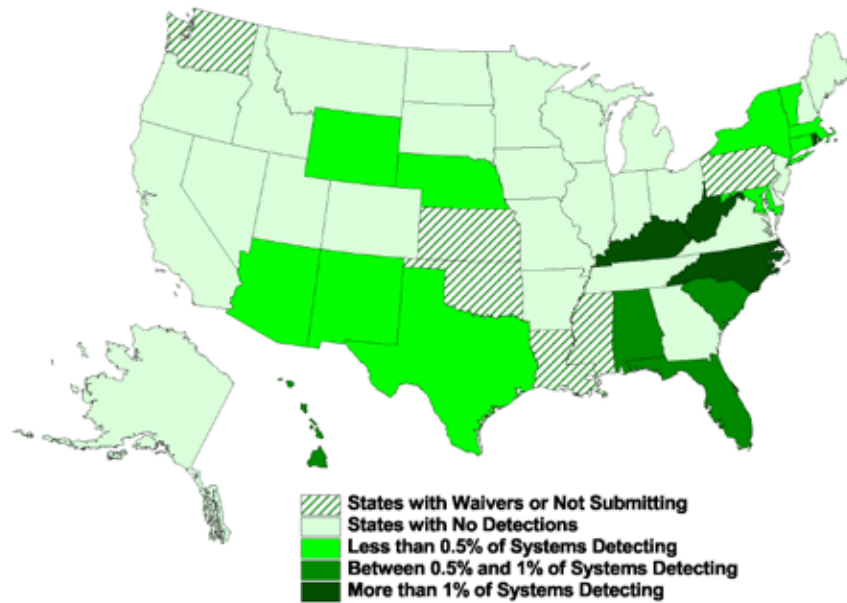 States with Waivers or Not Submitting
States with No Detections
Less than 0.5% of Systems Detecting
Between 0.5% and 1% of Systems Detecting
More than 1% of Systems Detecting